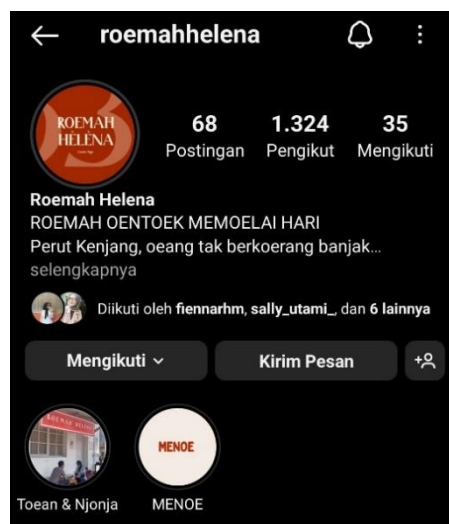 roemahhelena
ROEMAH
HÈLÈNA
68
Postingan
1.324
Pengikut
35
Mengikuti
Roemah Helena
ROEMAH OENTOEK MEMOELAI HARI
Perut Kenjang, oeang tak berkoerang banjak...
selengkapnya
Diikuti oleh fiennarhm, sally_utami_, dan 6 lainnya
Mengikuti
Kirim Pesan
MENOE
Toean & Njonja
MENOE